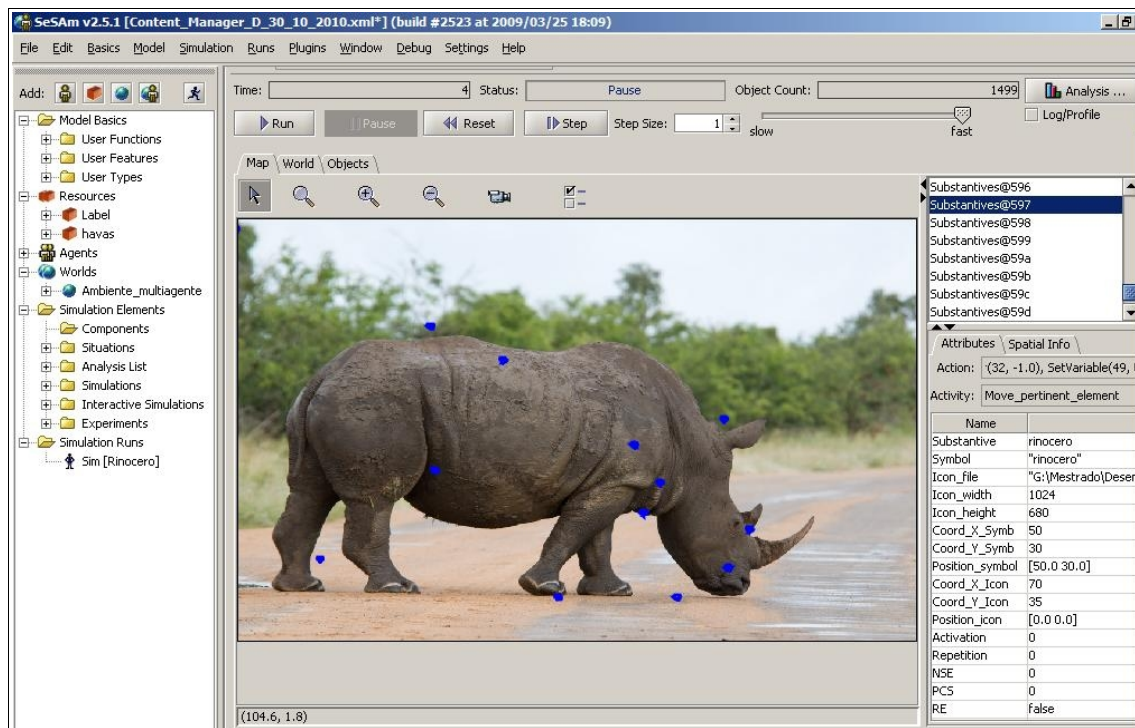 SeSAm v2.5.1 [Content_Manager_D_30_10_2010.xml*] (build #2523 at 2009/03/25 18:09)
File Edit Basics Model Simulation Runs Plugins Window Debug Settings Help
Add:
Model Basics
User Functions
User Features
User Types
Resources
Label
havas
Agents
Worlds
Ambiente_multiagente
Simulation Elements
Components
Situations
Analysis List
Simulations
Interactive Simulations
Experiments
Simulation Runs
Sim [Rinocero]
Time: 4 Status: Pause Object Count: 1499 Analysis ...
Run Pause Reset Step Step Size: 1 slow fast Log/Profile
Map World Objects
(104.6, 1.8)
Substantives@596
Substantives@597
Substantives@598
Substantives@599
Substantives@59a
Substantives@59b
Substantives@59c
Substantives@59d
Attributes Spatial Info
Action: (32, -1.0), SetVariable(49,
Activity: Move_pertinent_element
Name
Substantive rinocero
Symbol "rinocero"
Icon_file "G:\Mestrado\Deser
Icon_width 1024
Icon_height 680
Coord_X_Symb 50
Coord_Y_Symb 30
Position_symbol [50.0 30.0]
Coord_X_Icon 70
Coord_Y_Icon 35
Position_icon [0.0 0.0]
Activation 0
Repetition 0
NSE 0
PCS 0
RE false